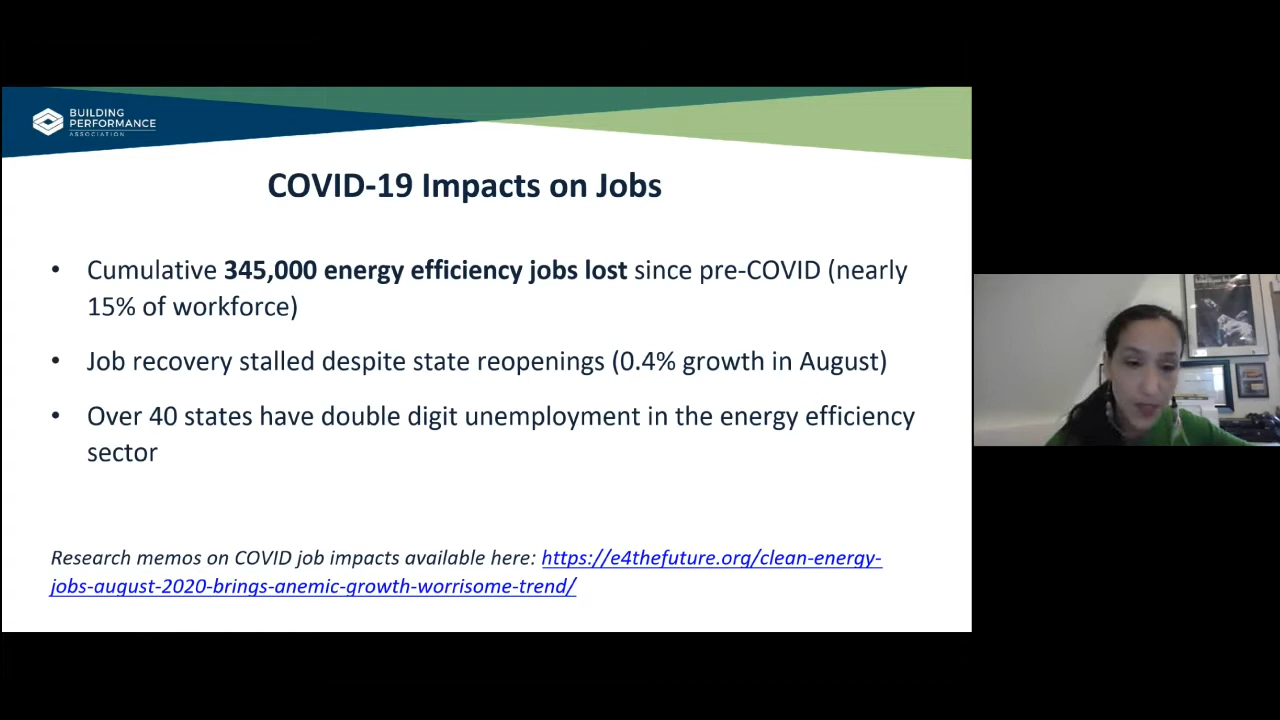 BUILDING
PERFORMANCE
ASSOCIATION
COVID-19 Impacts on Jobs
• Cumulative 345,000 energy efficiency jobs lost since pre-COVID (nearly
15% of workforce)
• Job recovery stalled despite state reopenings (0.4% growth in August)
• Over 40 states have double digit unemployment in the energy efficiency
sector
Research memos on COVID job impacts available here: https://e4thefuture.org/clean-energy-
jobs-august-2020-brings-anemic-growth-worrisome-trend/